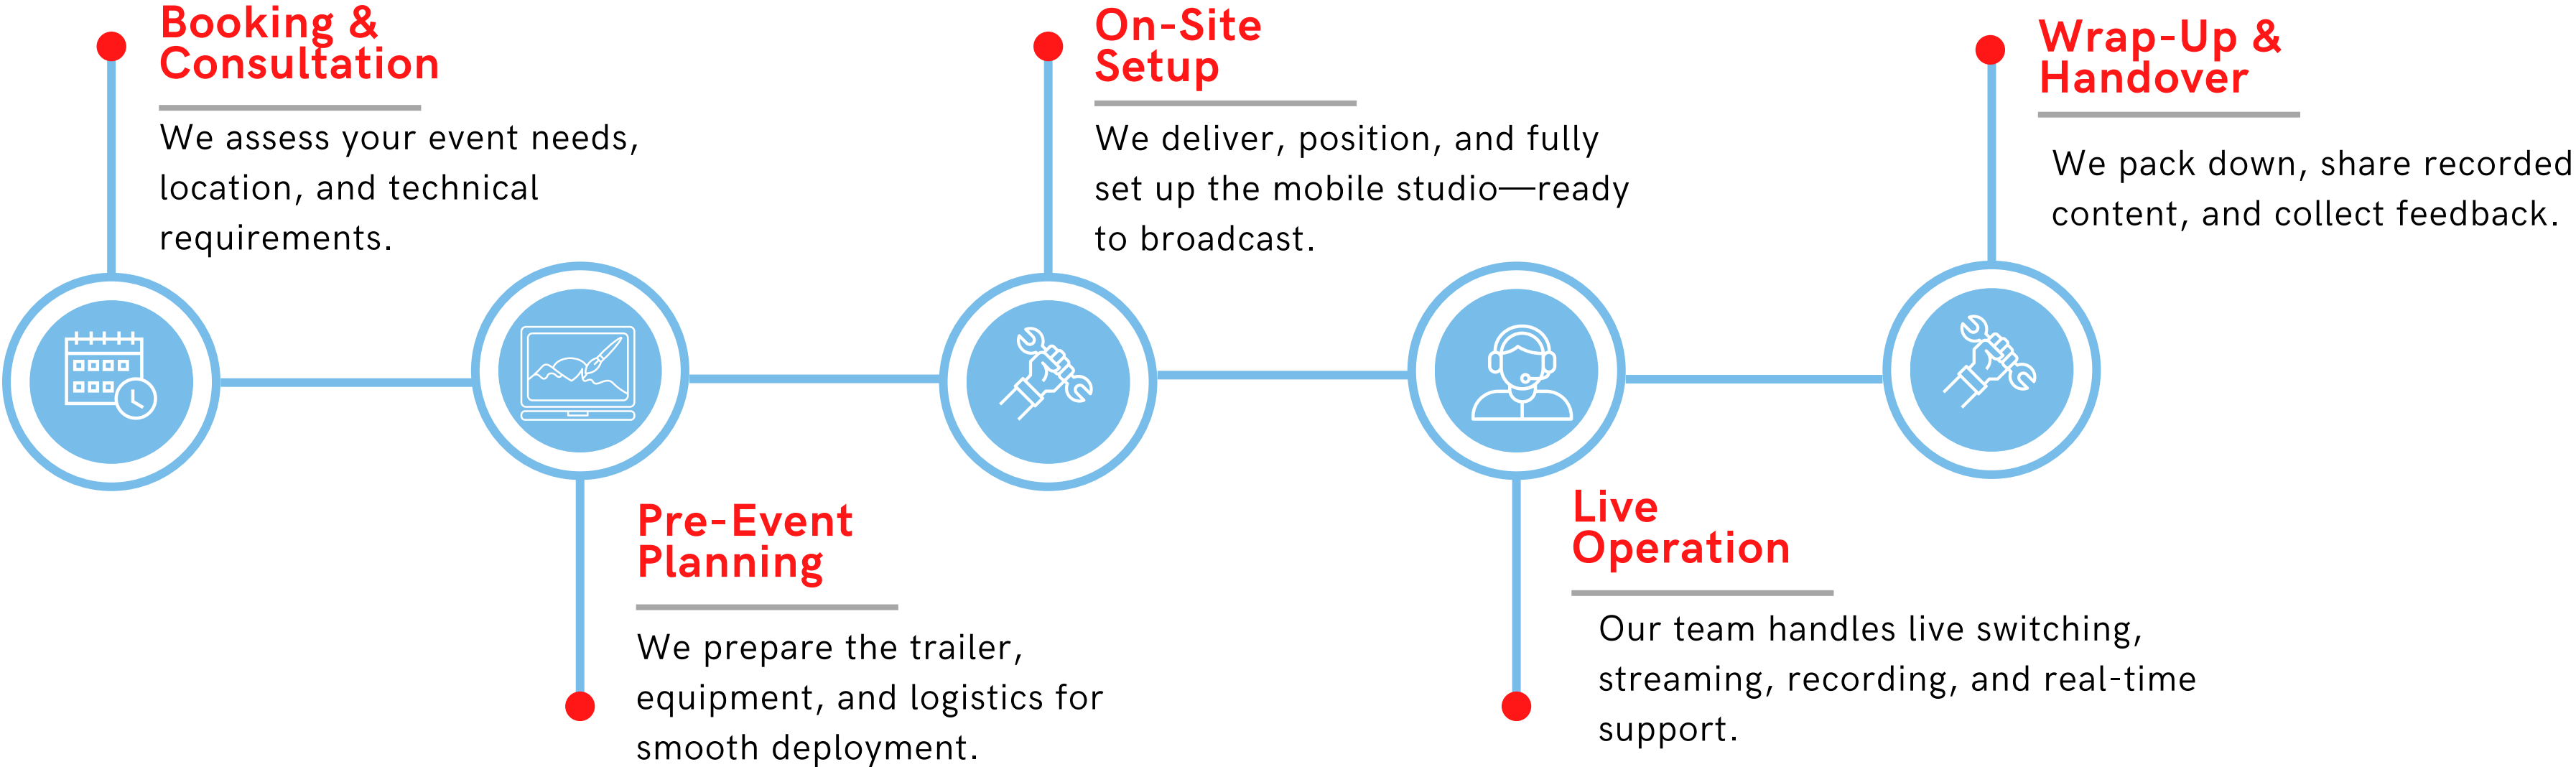 Booking &
Consultation
We assess your event needs,
location, and technical
requirements.
Pre-Event
Planning
We prepare the trailer,
equipment, and logistics for
smooth deployment.
On-Site
Setup
We deliver, position, and fully
set up the mobile studio—ready
to broadcast.
Live
Operation
Our team handles live switching,
streaming, recording, and real-time
support.
Wrap-Up &
Handover
We pack down, share recorded
content, and collect feedback.